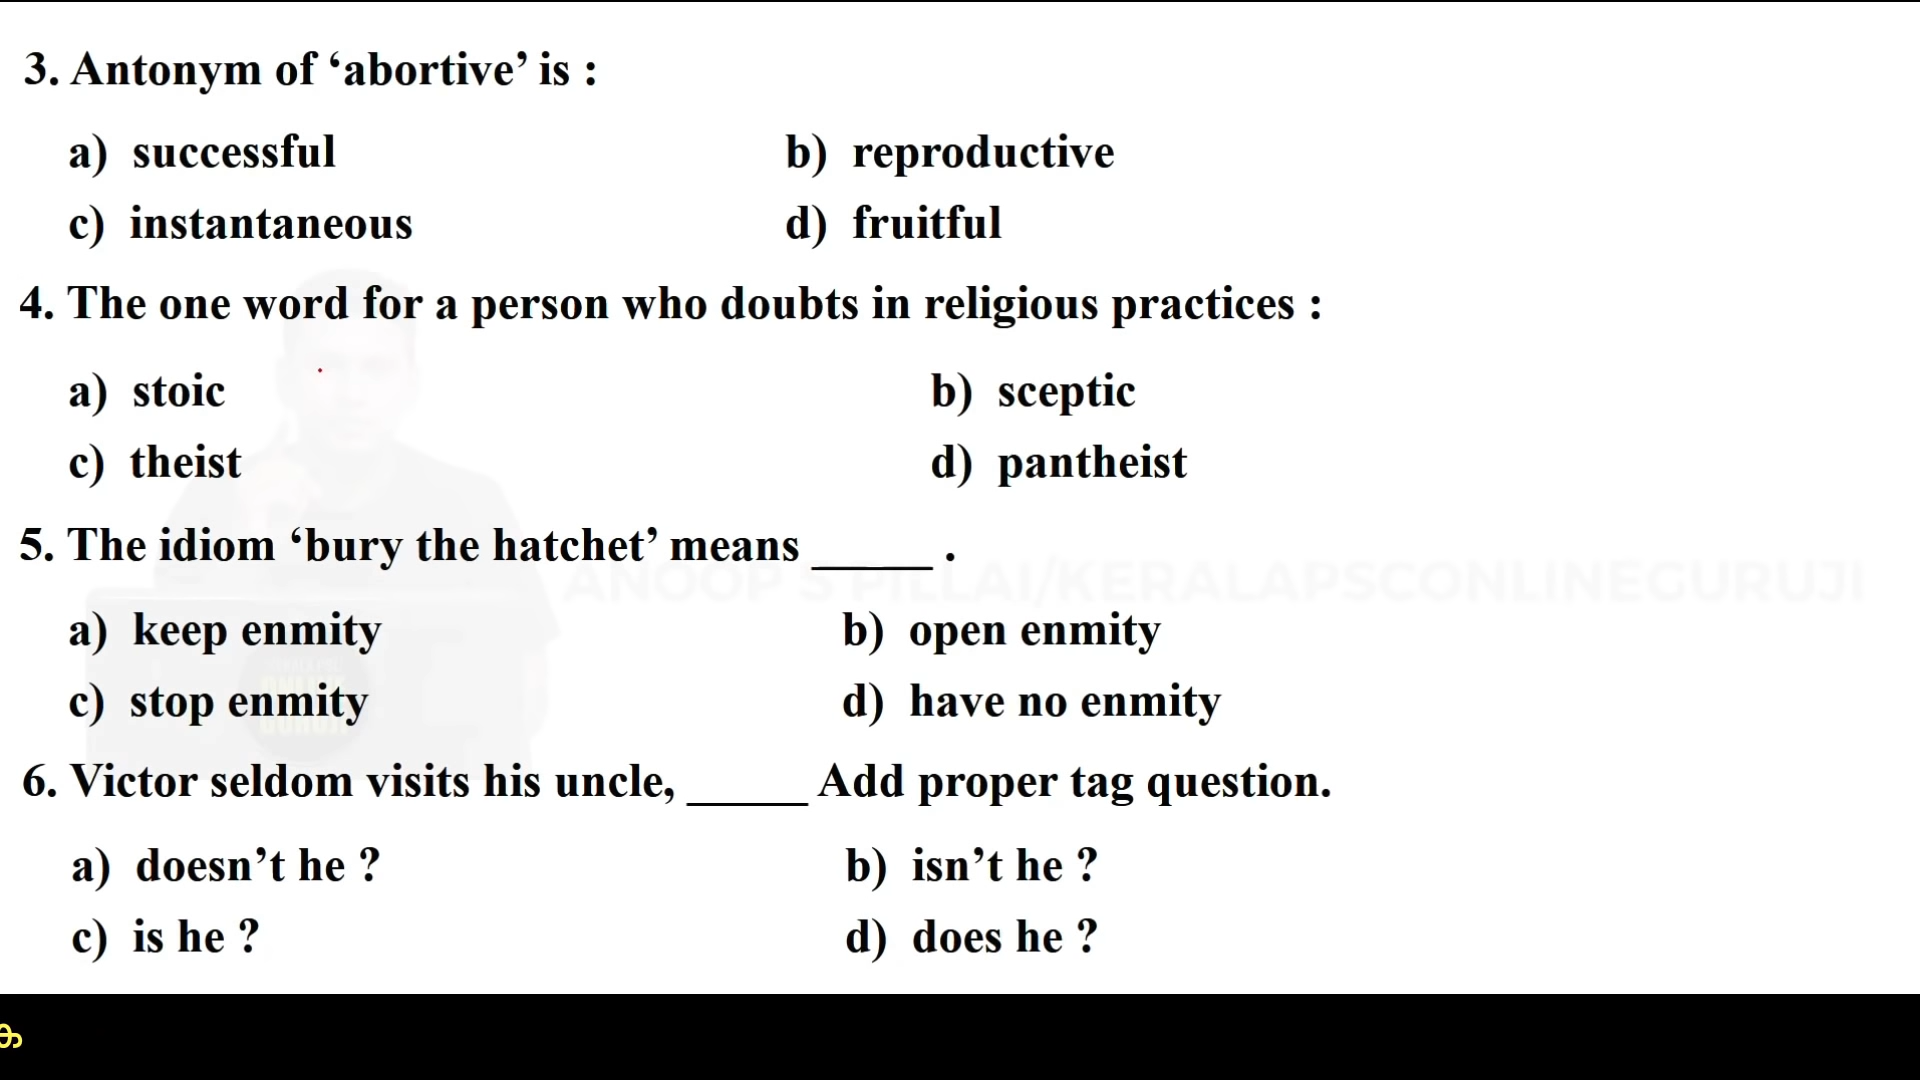 3. Antonym of ‘abortive’ is :
a) successful b) reproductive
c) instantaneous d) fruitful
4. The one word for a person who doubts in religious practices :
a) stoic b) sceptic
c) theist d) pantheist
5. The idiom ‘bury the hatchet’ means _____ .
ANOOP S PILLAI/KERALAPSCONLINEGURUJI
a) keep enmity b) open enmity
c) stop enmity d) have no enmity
6. Victor seldom visits his uncle, _____ Add proper tag question.
a) doesn’t he ? b) isn’t he ?
c) is he ? d) does he ?